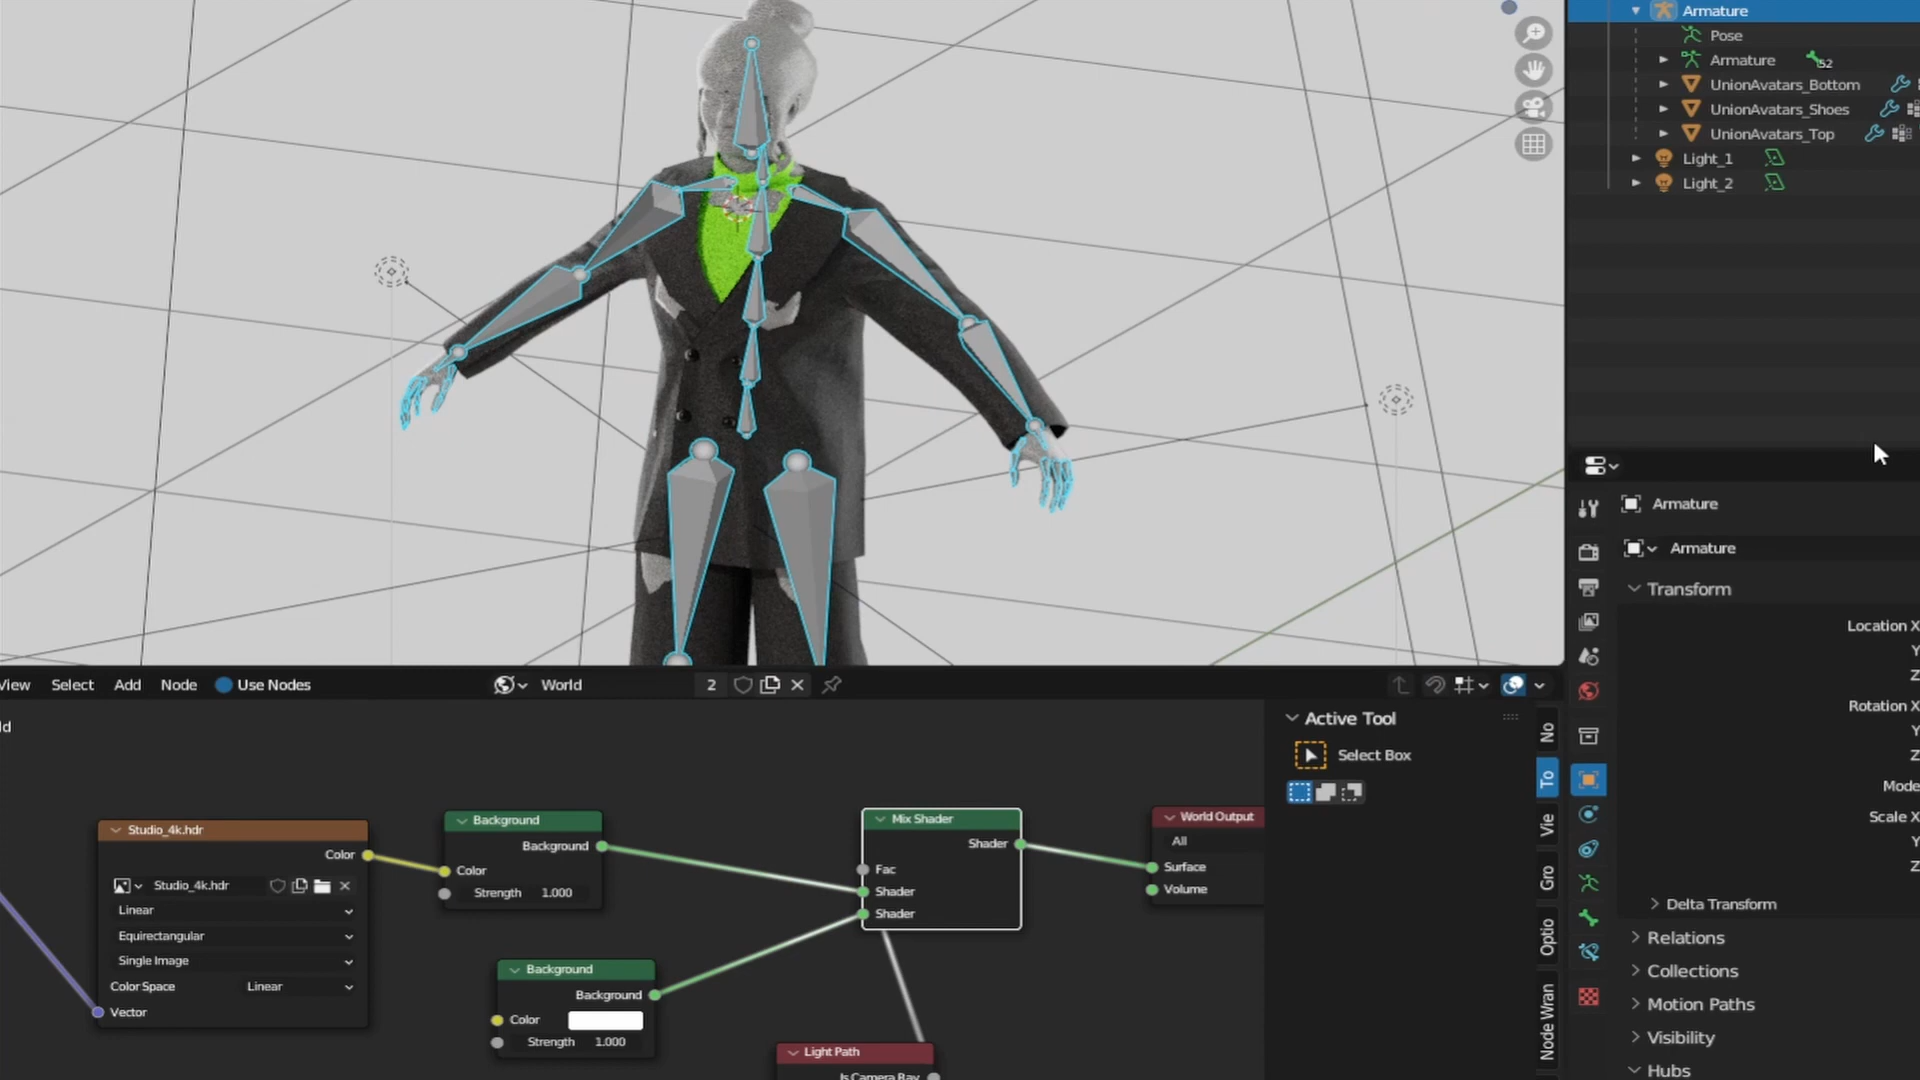 Armature
Pose
Armature 52
UnionAvatars_Bottom
UnionAvatars_Shoes
UnionAvatars_Top
Light_1
Light_2
Armature
Armature
Transform
Location X
Y
Z
Rotation X
Y
Z
Mode
Scale X
Y
Z
Delta Transform
Relations
Collections
Motion Paths
Visibility
Hubs
View Select Add Node Use Nodes World 2
ld
Active Tool
Select Box
No
To
Vie
Gro
Optio
Node Wran
Studio_4k.hdr
Color
Studio_4k.hdr
Linear
Equirectangular
Single Image
Color Space Linear
Vector
Background
Background
Color
Strength 1.000
Background
Background
Color
Strength 1.000
Mix Shader
Shader
Fac
Shader
Shader
World Output
All
Surface
Volume
Light Path
Is Camera Ray